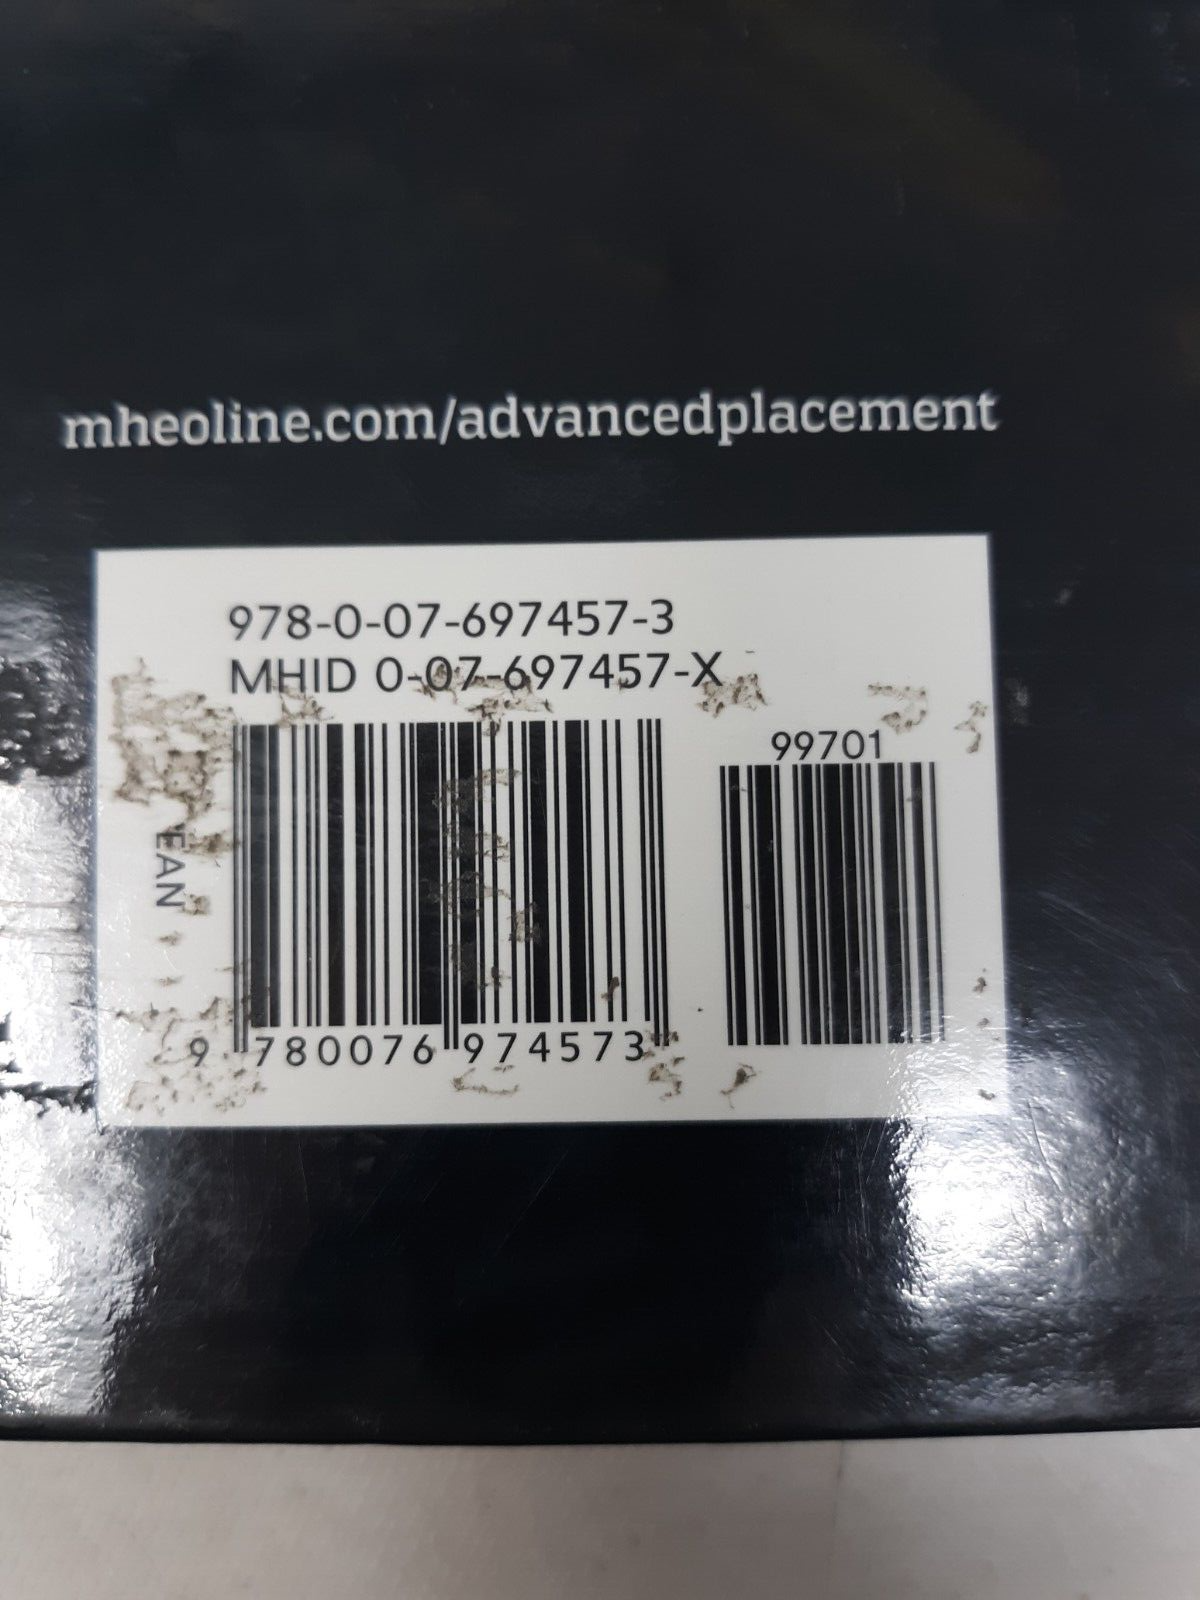 mheoline.com/advancedplacement
978-0-07-697457-3
MHID 0-07-697457-X
99701
EAN
9 780076 974573